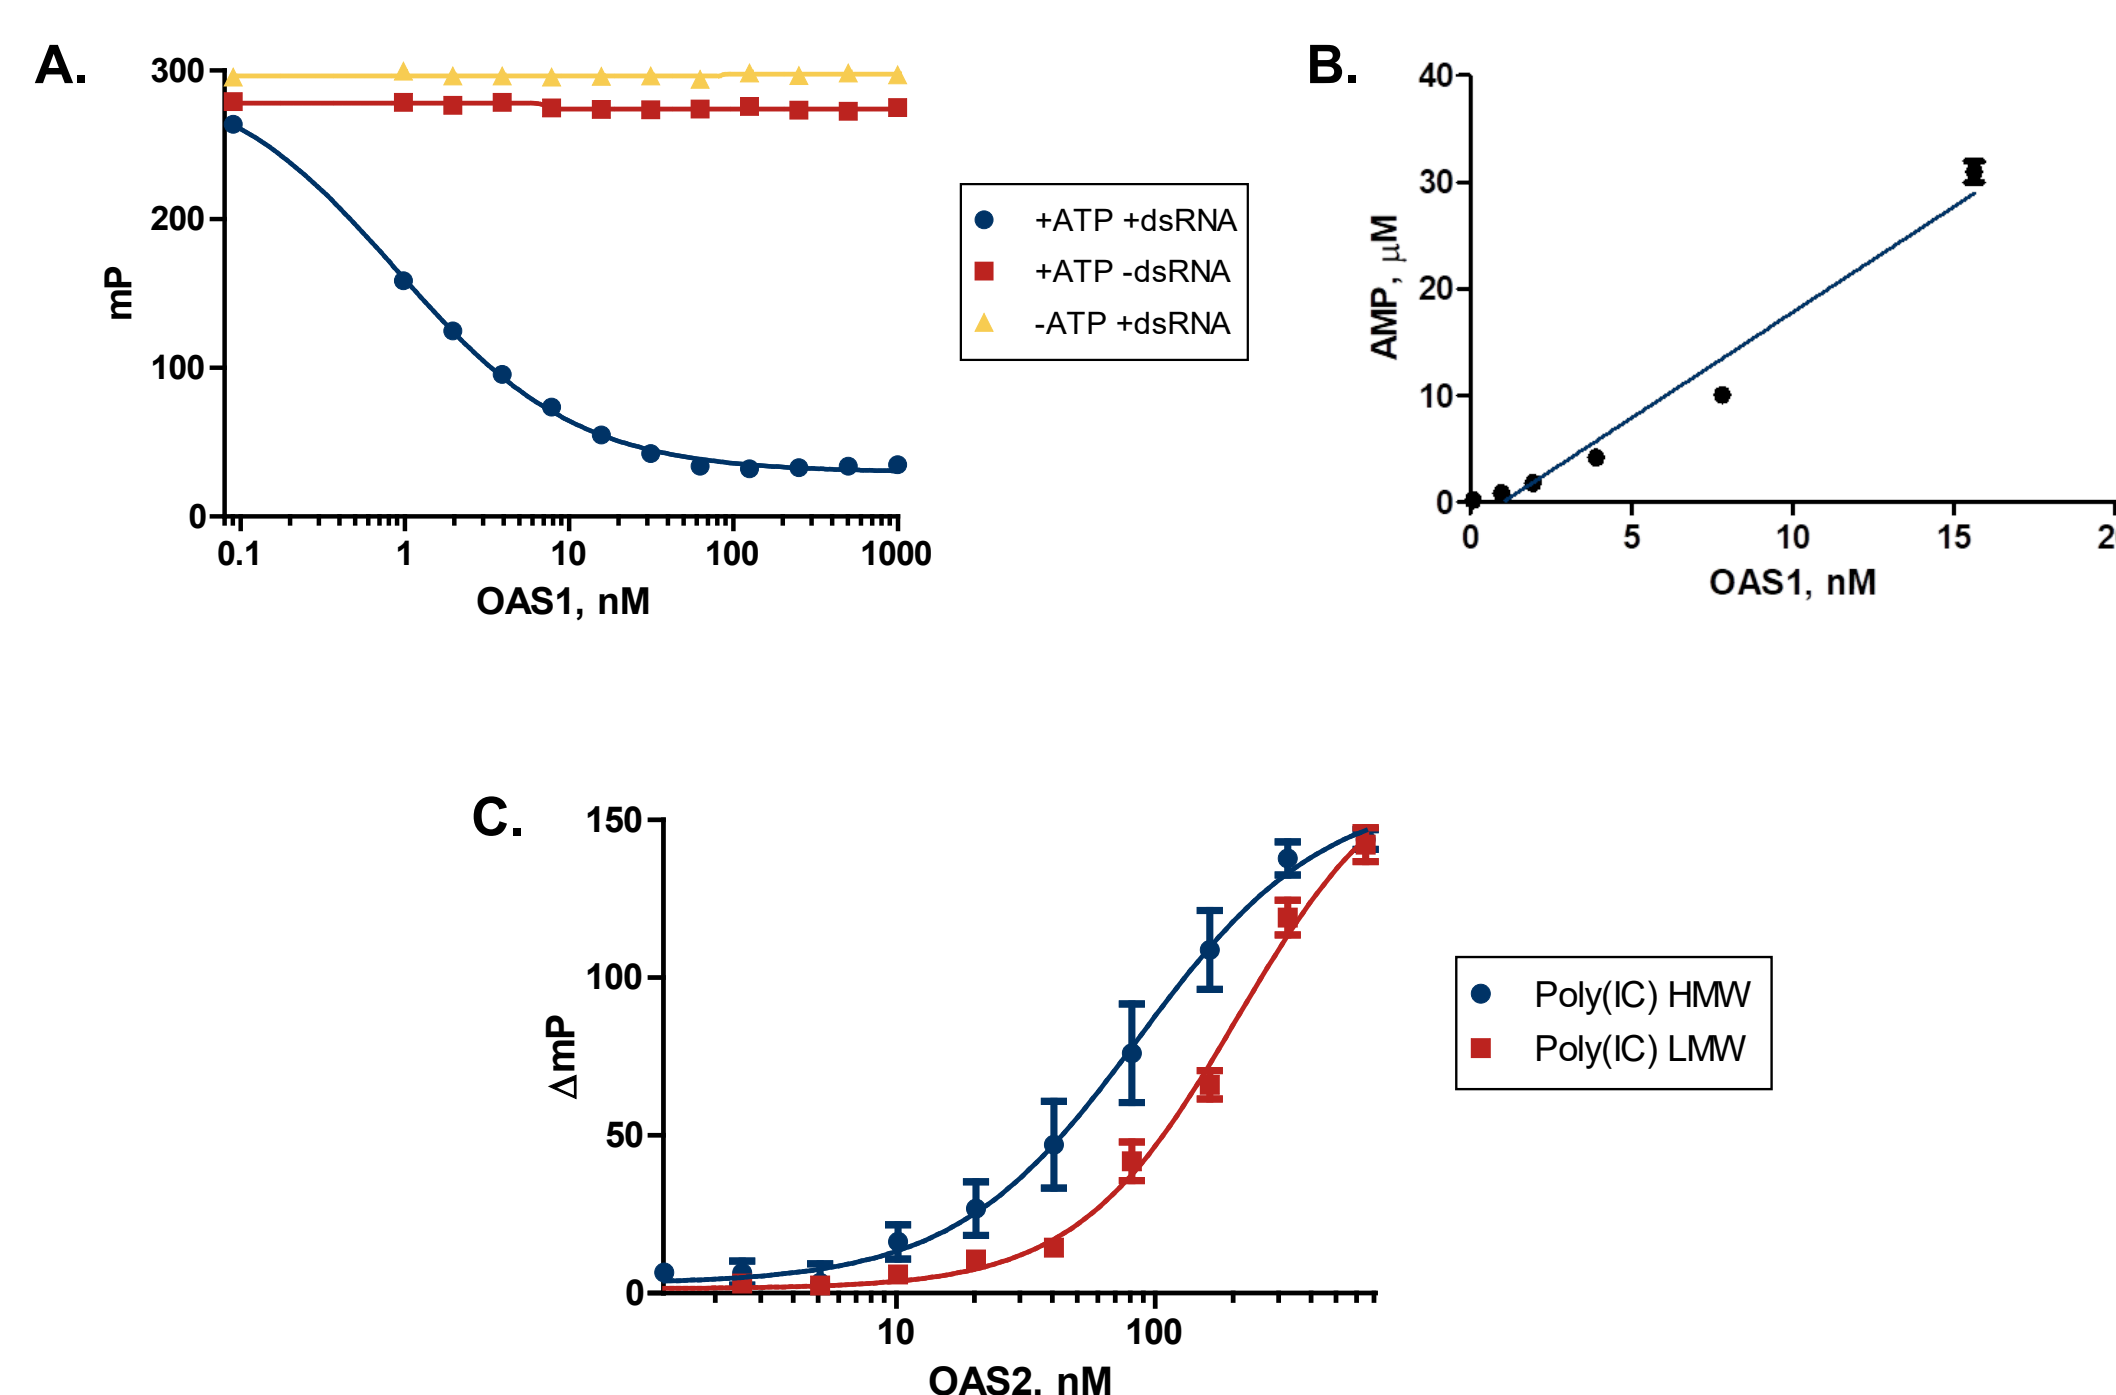 A.
300
200
100
0
mP
0.1 1 10 100 1000
OAS1, nM
+ATP +dsRNA
+ATP -dsRNA
-ATP +dsRNA
B.
40
30
20
10
0
AMP, μM
0 5 10 15 2
OAS1, nM
C.
150
100
50
0
ΔmP
10 100
OAS2, nM
Poly(IC) HMW
Poly(IC) LMW